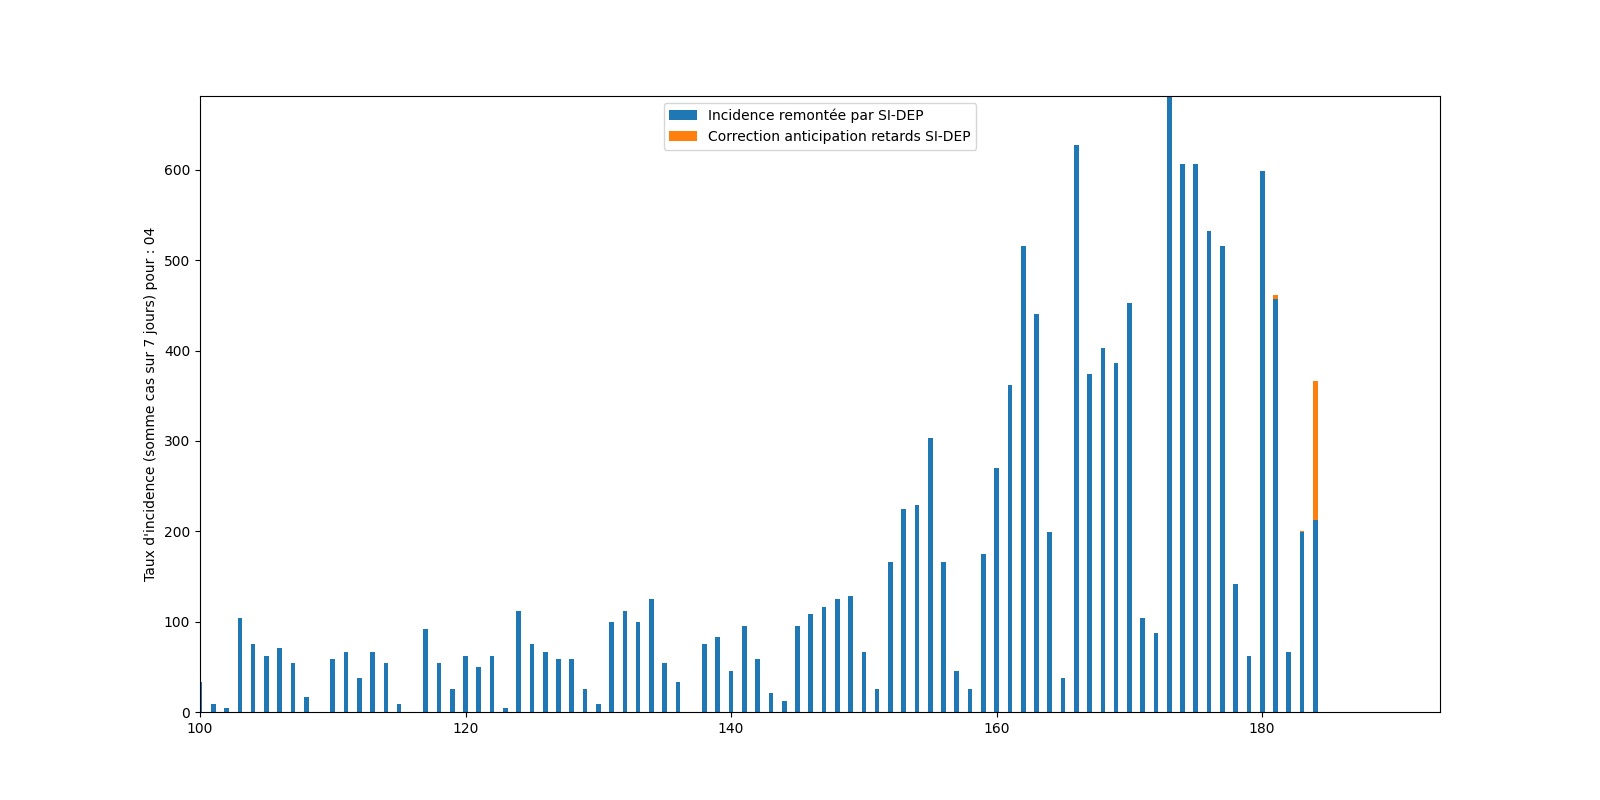 Incidence remontée par SI-DEP
Correction anticipation retards SI-DEP
Taux d'incidence (somme cas sur 7 jours) pour : 04
600
500
400
300
200
100
0
100 120 140 160 180